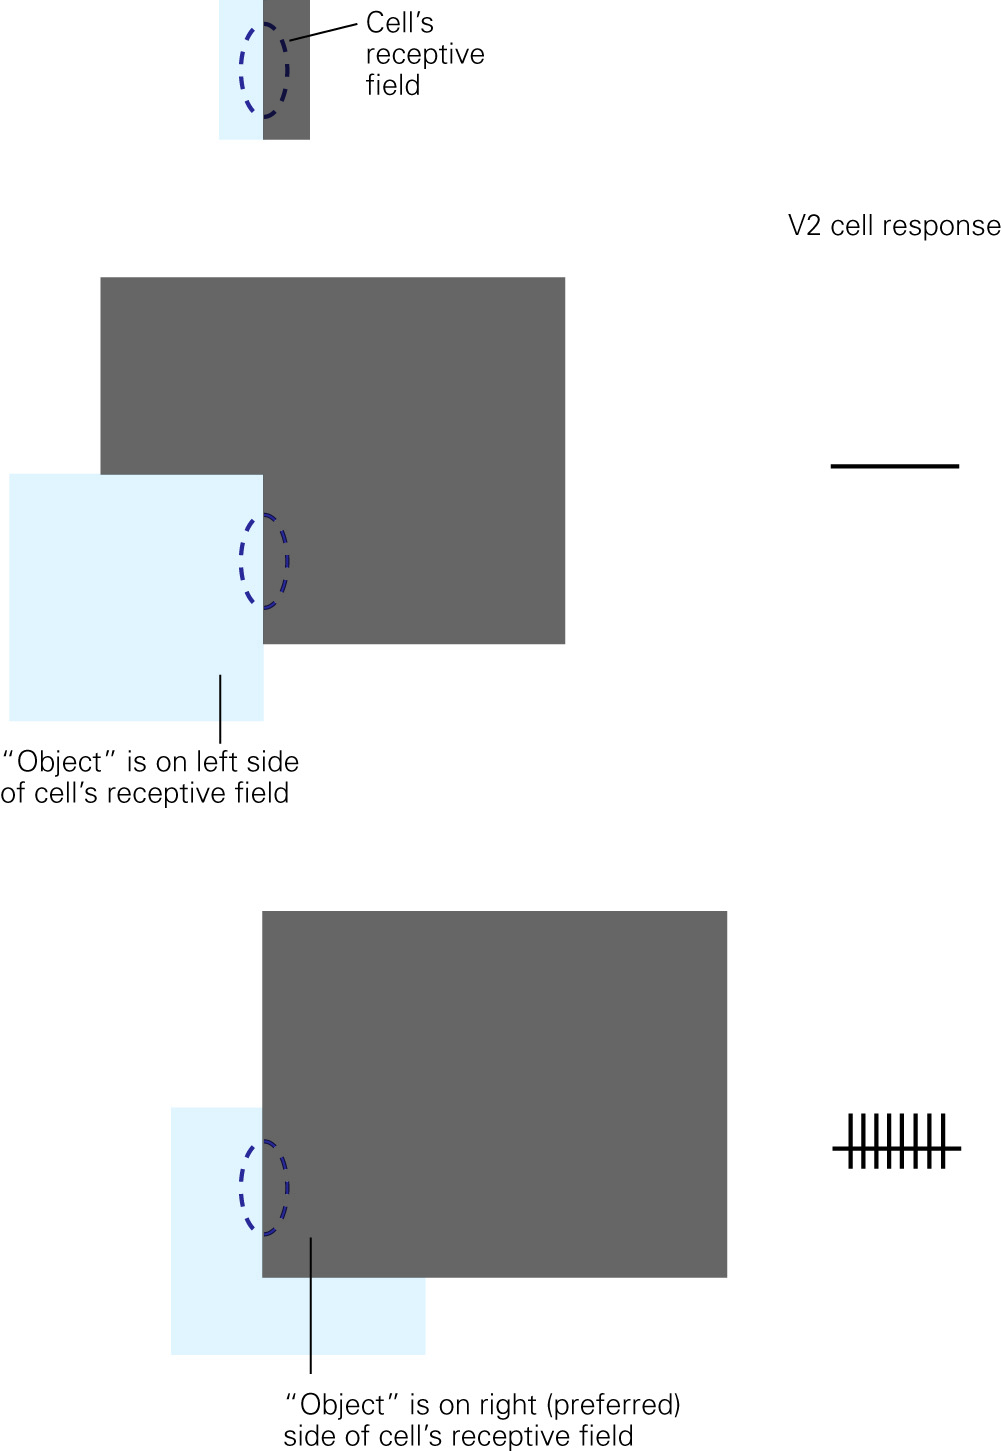 Cell’s
receptive
field
V2 cell response
“Object” is on left side
of cell’s receptive field
“Object” is on right (preferred)
side of cell’s receptive field